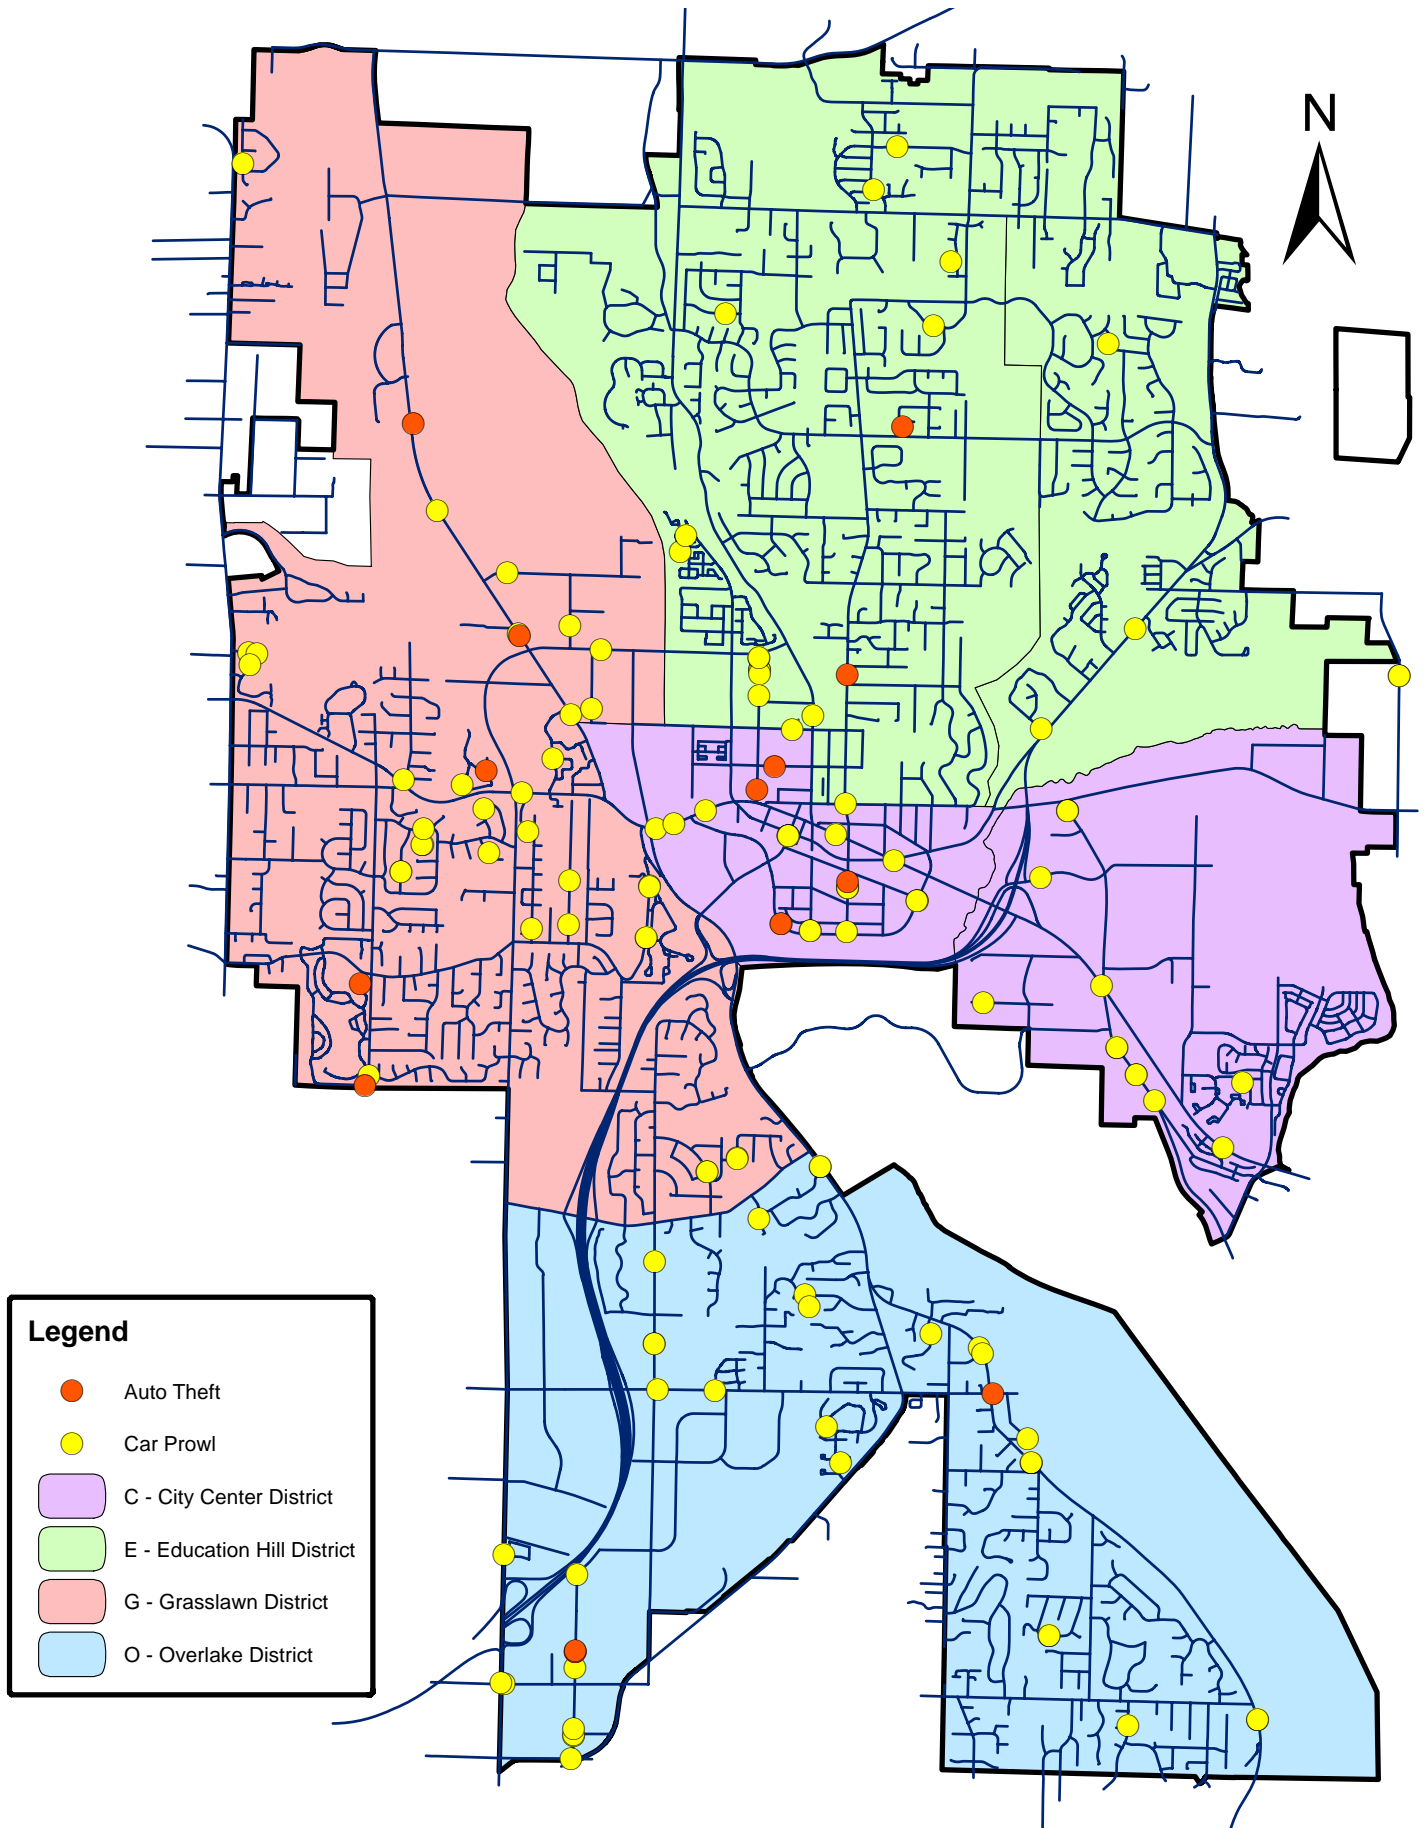 N
Legend
Auto Theft
Car Prowl
C - City Center District
E - Education Hill District
G - Grasslawn District
O - Overlake District